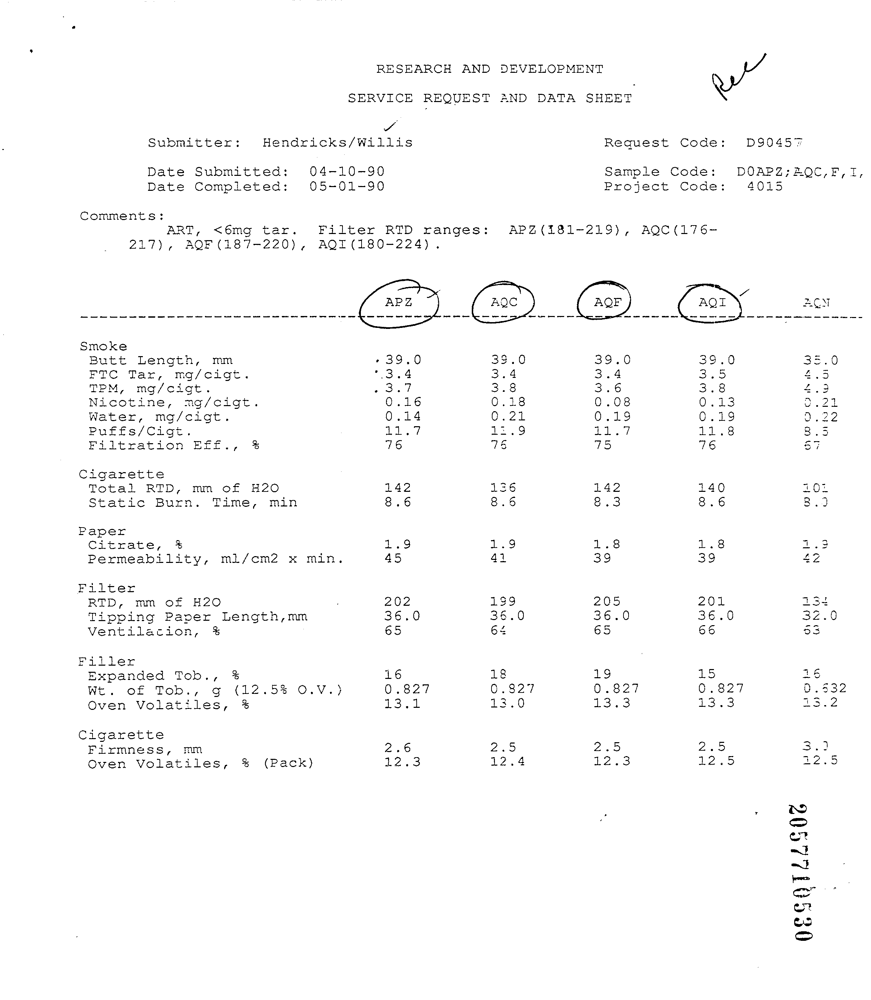 RESEARCH AND DEVELOPMENT
Rec
SERVICE REQUEST AND DATA SHEET
Submitter: Hendricks/Willis Request Code: D90457
Date Submitted: 04-10-90 Sample Code: D0APZ;AQC,F,I,
Date Completed: 05-01-90 Project Code: 4015
Comments:
ART, <6mg tar. Filter RTD ranges: APZ(181-219), AQC(176-
217), AQF(187-220), AQI(180-224).
APZ AQC AQF AQI AQN
Smoke
Butt Length, mm 39.0 39.0 39.0 39.0 35.0
FTC Tar, mg/cigt. 3.4 3.4 3.4 3.5 4.5
TPM, mg/cigt. 3.7 3.8 3.6 3.8 4.9
Nicotine, mg/cigt. 0.16 0.18 0.08 0.13 0.21
Water, mg/cigt. 0.14 0.21 0.19 0.19 0.22
Puffs/Cigt. 11.7 11.9 11.7 11.8 8.5
Filtration Eff., % 76 76 75 76 67
Cigarette
Total RTD, mm of H2O 142 136 142 140 101
Static Burn. Time, min 8.6 8.6 8.3 8.6 8.0
Paper
Citrate, % 1.9 1.9 1.8 1.8 1.9
Permeability, ml/cm2 x min. 45 41 39 39 42
Filter
RTD, mm of H2O 202 199 205 201 134
Tipping Paper Length,mm 36.0 36.0 36.0 36.0 32.0
Ventilation, % 65 64 65 66 63
Filler
Expanded Tob., % 16 18 19 15 16
Wt. of Tob., g (12.5% O.V.) 0.827 0.827 0.827 0.827 0.632
Oven Volatiles, % 13.1 13.0 13.3 13.3 13.2
Cigarette
Firmness, mm 2.6 2.5 2.5 2.5 3.0
Oven Volatiles, % (Pack) 12.3 12.4 12.3 12.5 12.5
2057710530